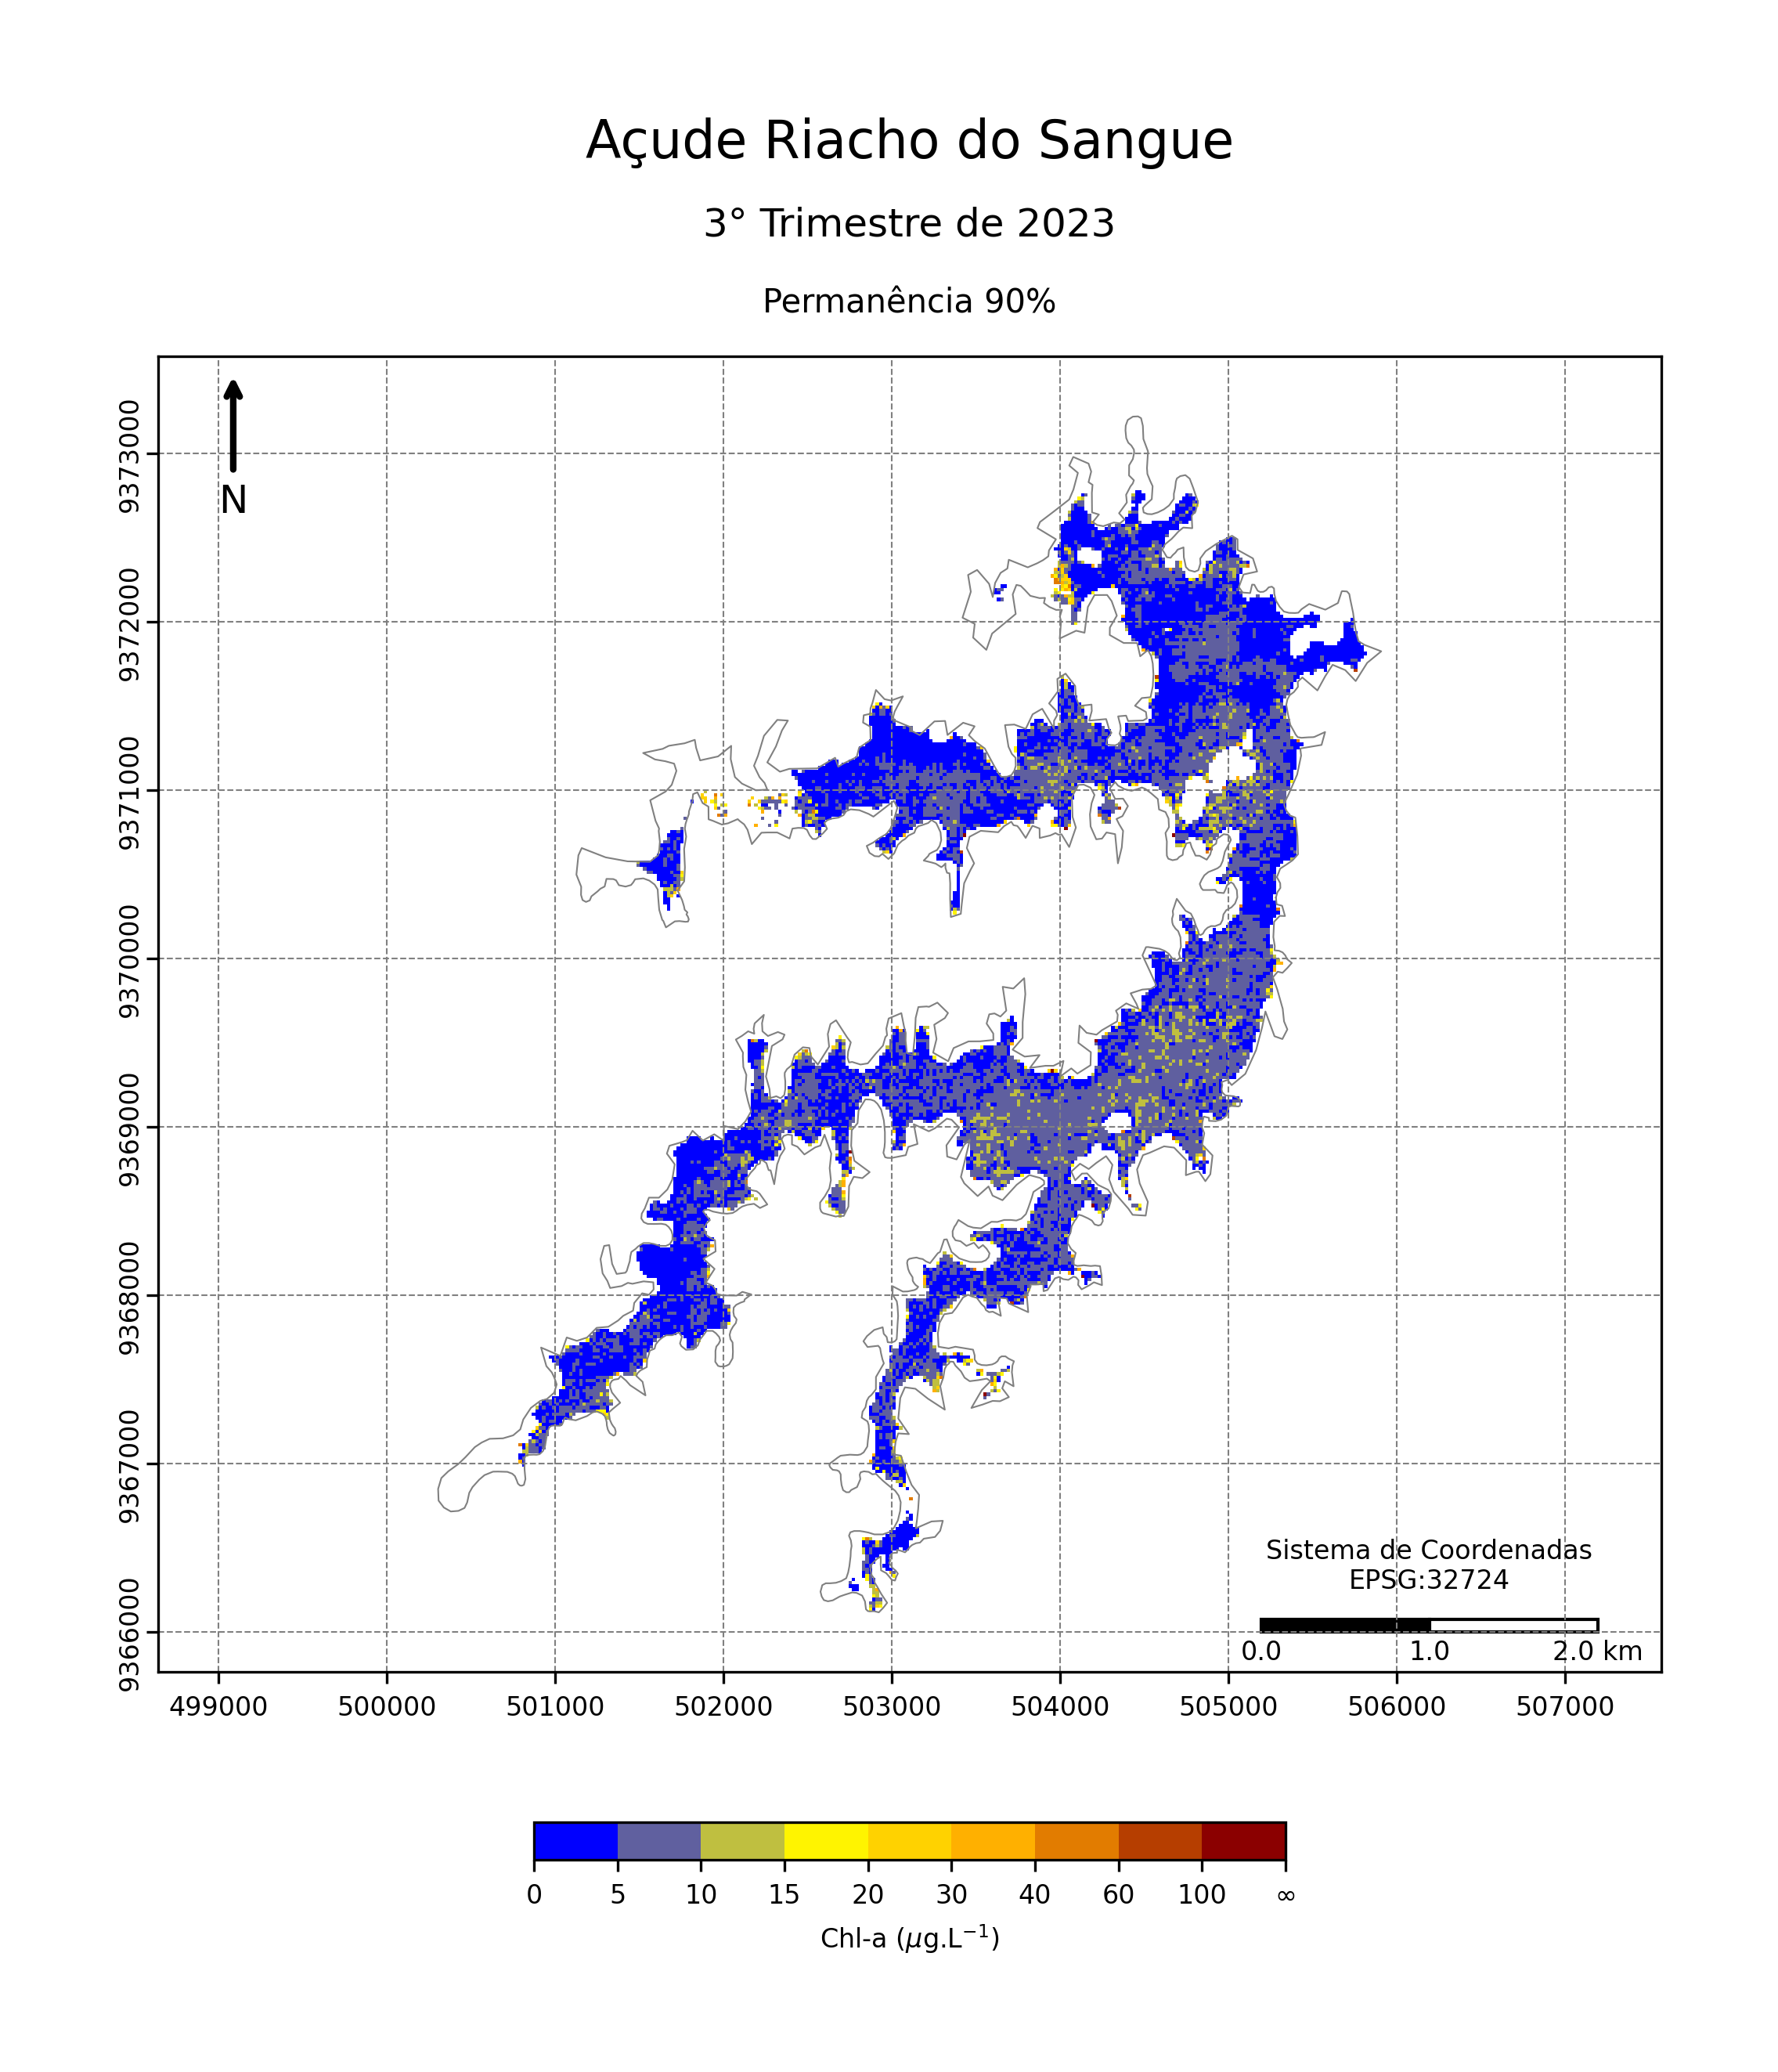 Açude Riacho do Sangue
3° Trimestre de 2023
Permanência 90%
N
9373000
9372000
9371000
9370000
9369000
9368000
9367000
9366000
Sistema de Coordenadas
EPSG:32724
0.0 1.0 2.0 km
499000 500000 501000 502000 503000 504000 505000 506000 507000
0 5 10 15 20 30 40 60 100 ∞
Chl-a (μg.L⁻¹)